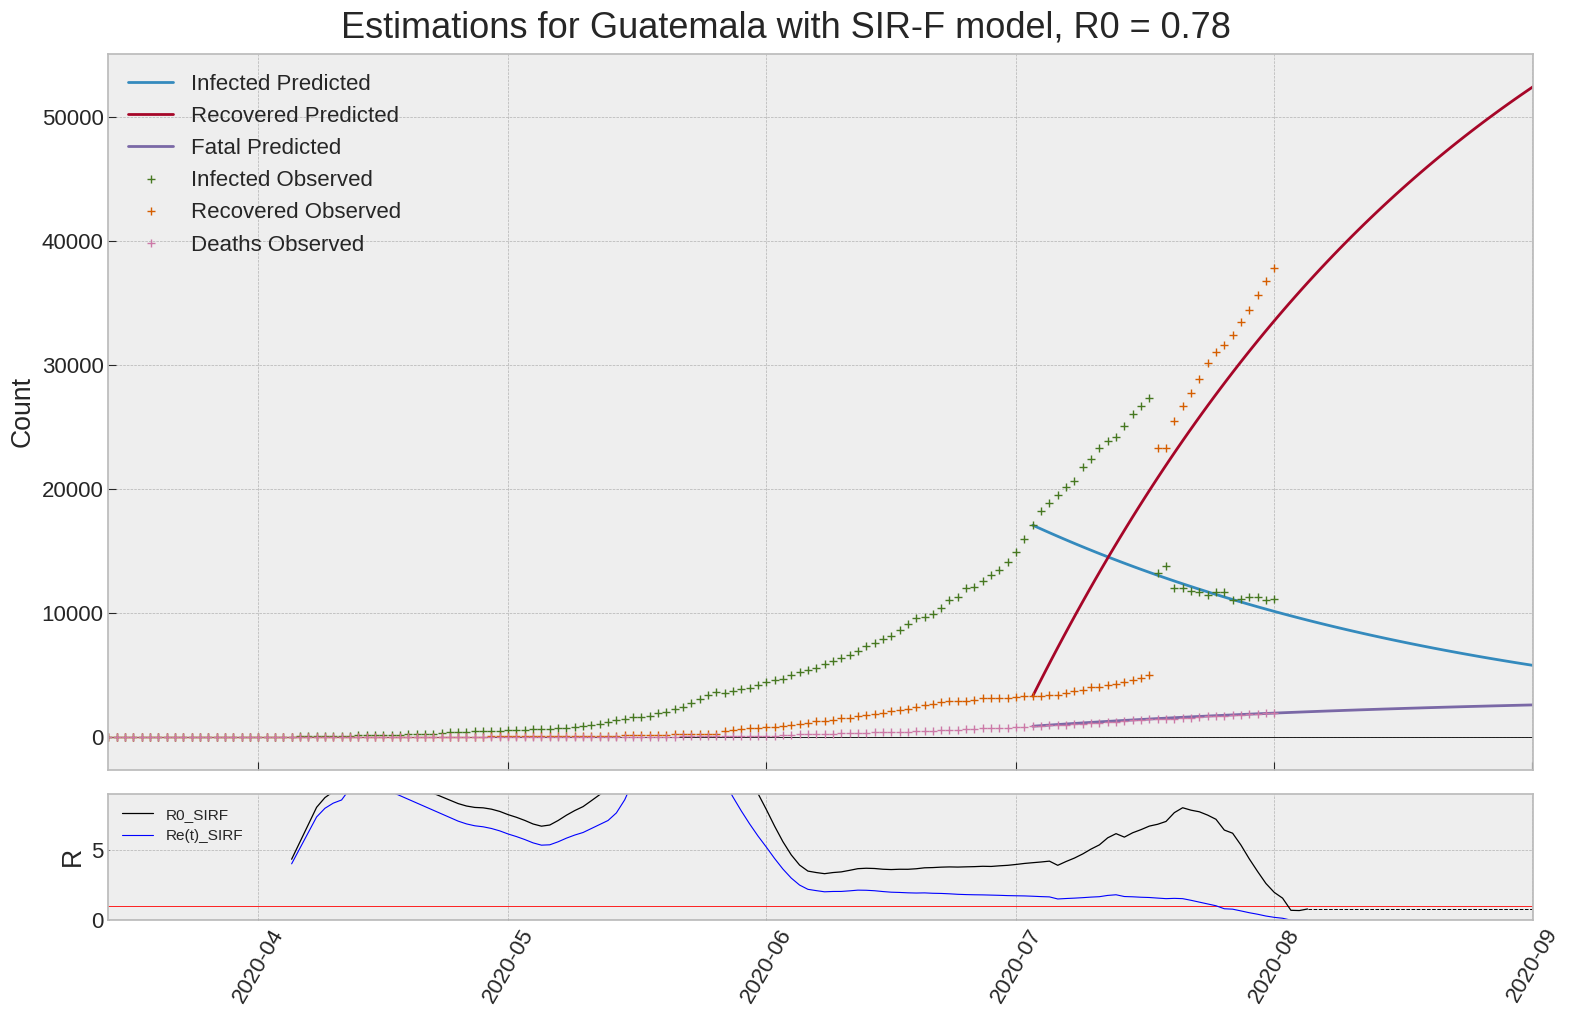 Estimations for Guatemala with SIR-F model, R0 = 0.78
Infected Predicted
Recovered Predicted
Fatal Predicted
Infected Observed
Recovered Observed
Deaths Observed
50000
40000
30000
20000
10000
0
Count
R0_SIRF
Re(t)_SIRF
5
0
R
2020-04
2020-05
2020-06
2020-07
2020-08
2020-09